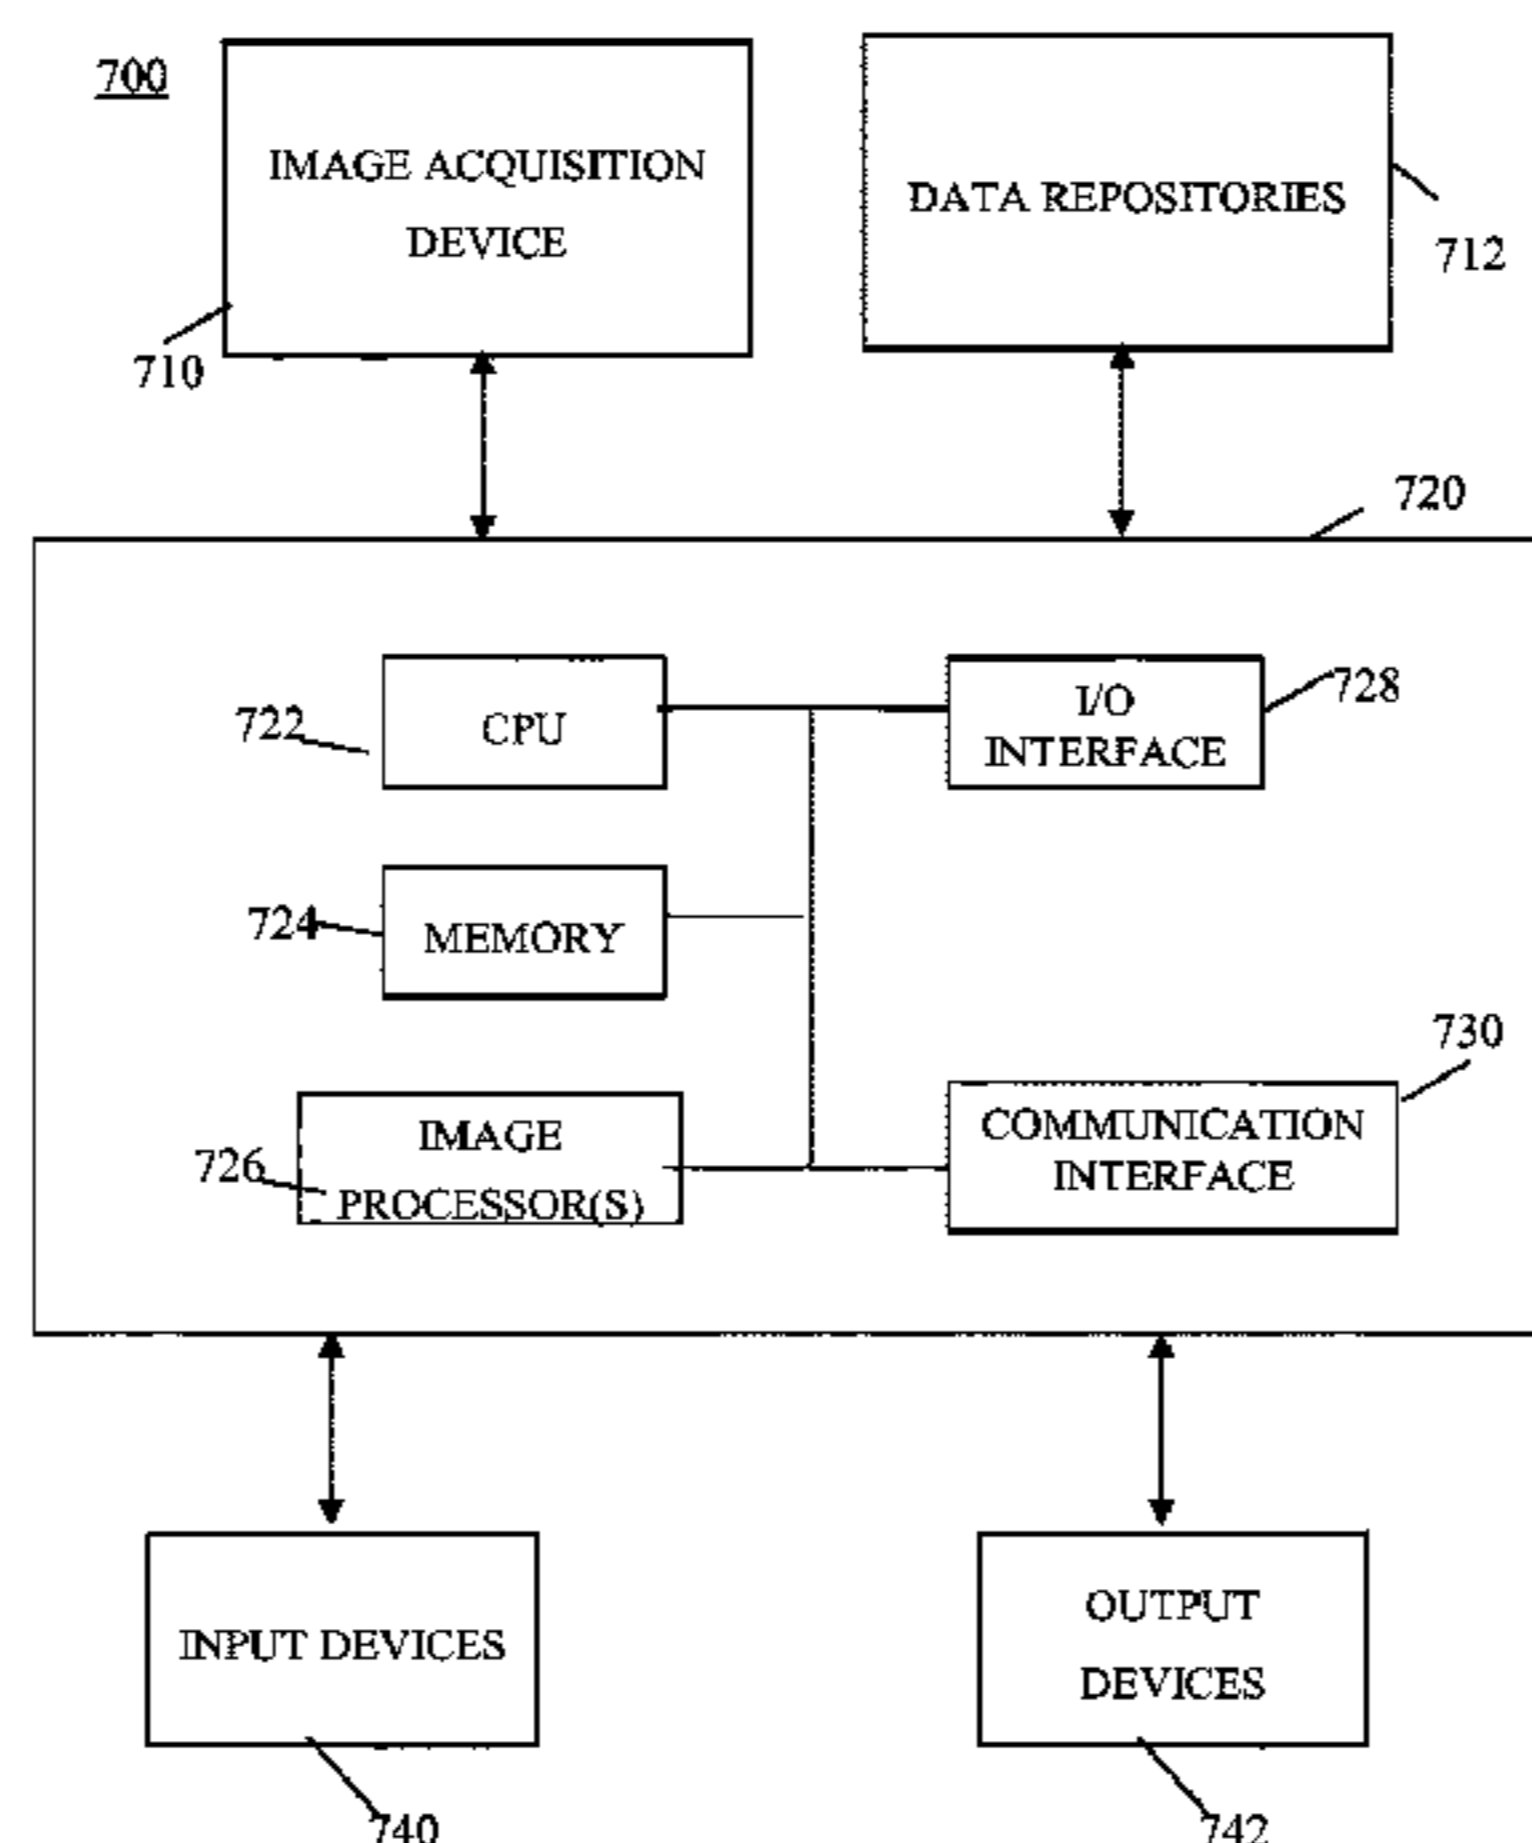 700
IMAGE ACQUISITION
DEVICE
710
DATA REPOSITORIES
712
720
722
CPU
I/O
INTERFACE
728
724
MEMORY
730
726
IMAGE
PROCESSOR(S)
COMMUNICATION
INTERFACE
INPUT DEVICES
740
OUTPUT
DEVICES
742